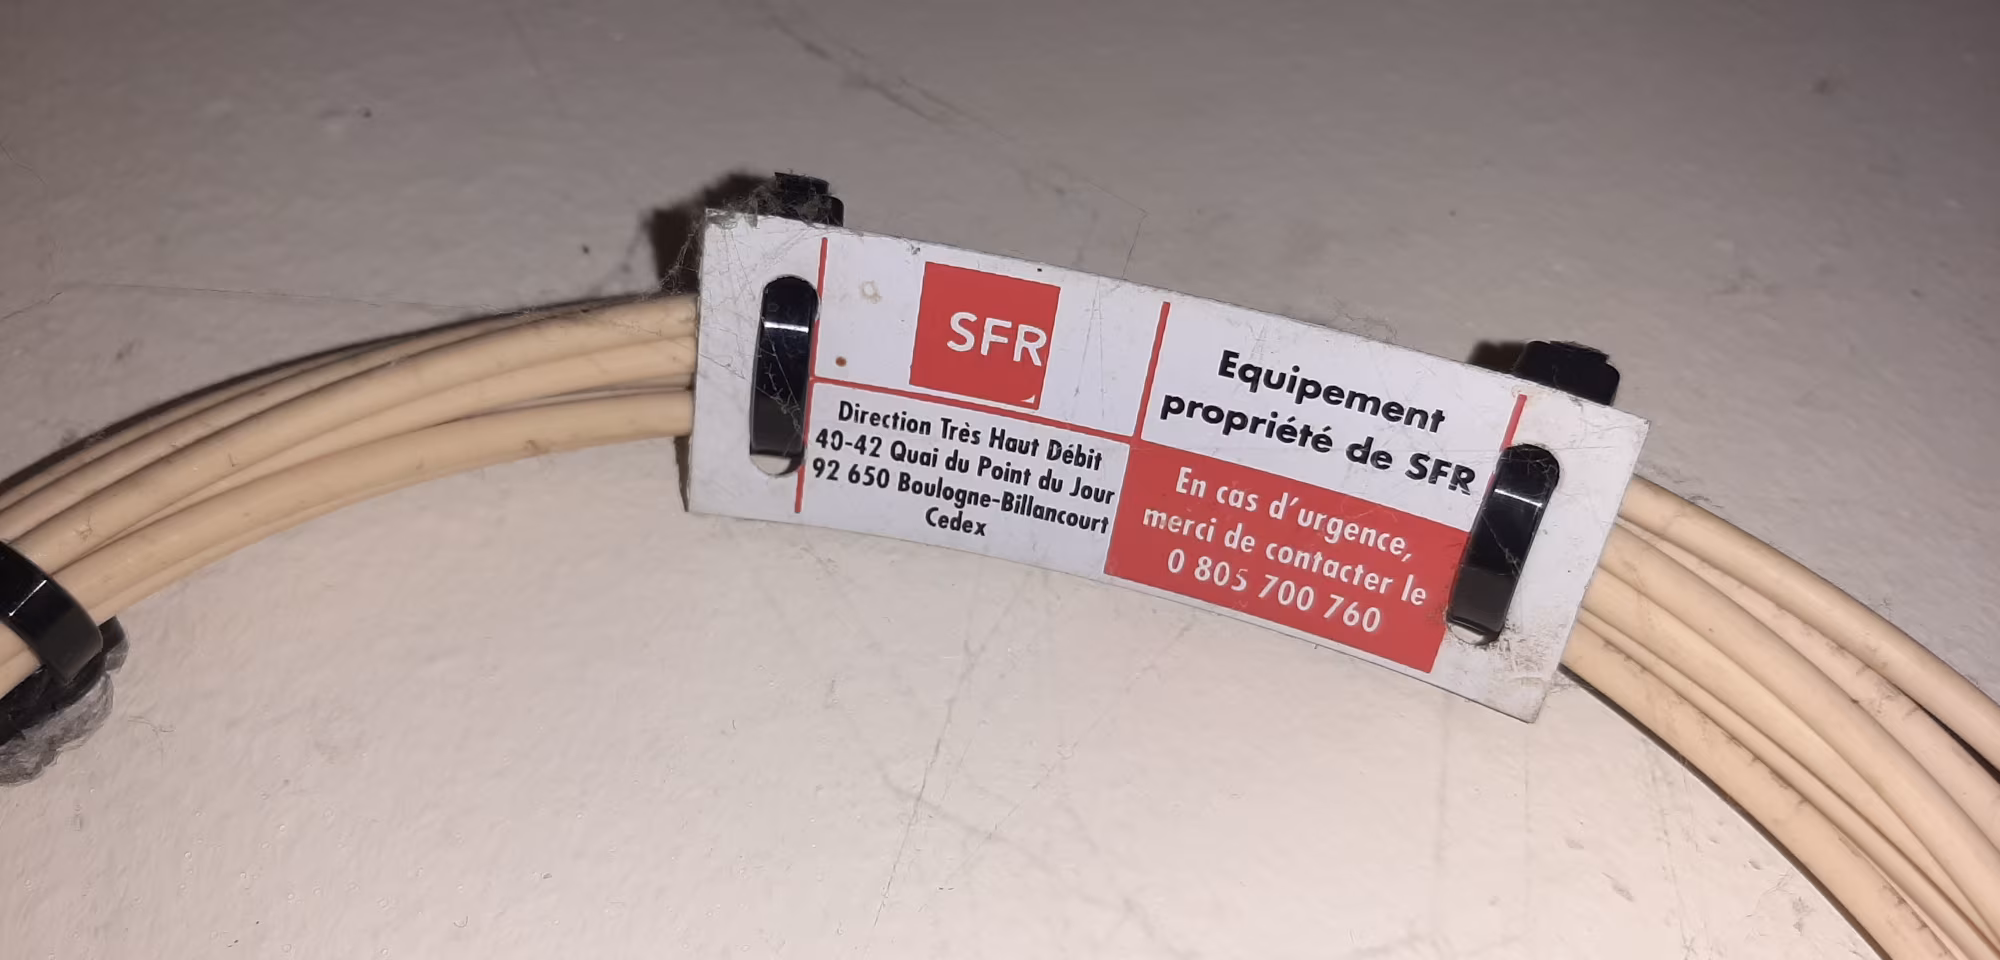 SFR
Direction Très Haut Débit
40-42 Quai du Point du Jour
92 650 Boulogne-Billancourt
Cedex
Equipement
propriété de SFR
En cas d'urgence,
merci de contacter le
0 805 700 760